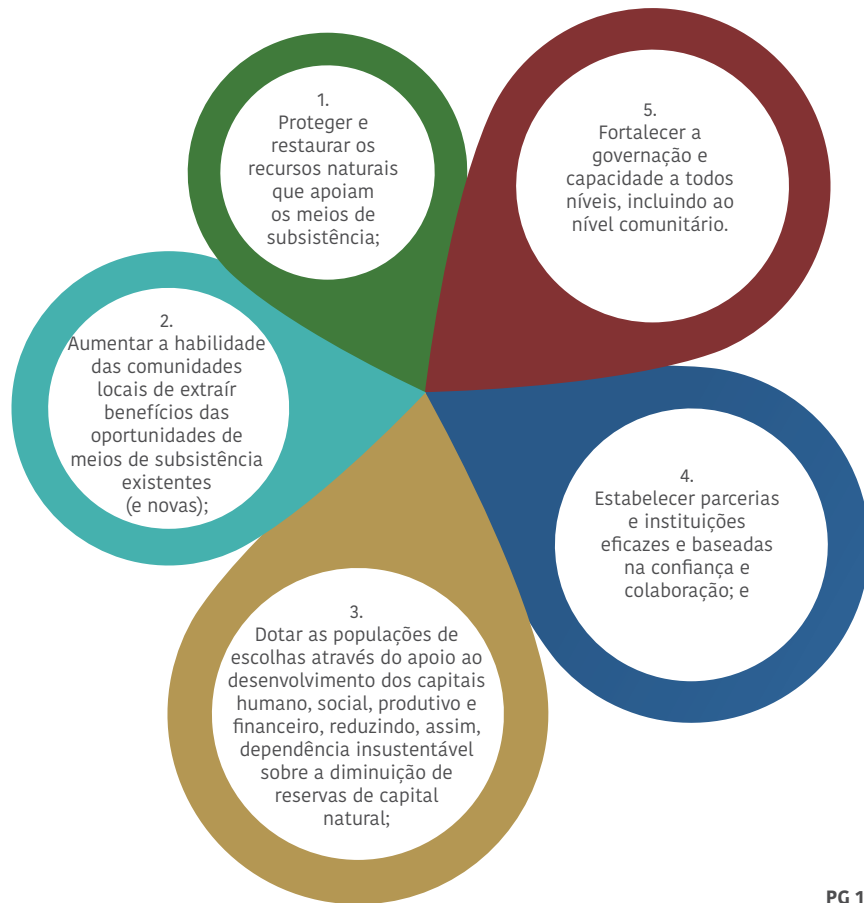 1.
Proteger e
restaurar os
recursos naturais
que apoiam
os meios de
subsistência;
2.
Aumentar a habilidade
das comunidades
locais de extraír
benefícios das
oportunidades de
meios de subsistência
existentes
(e novas);
3.
Dotar as populações de
escolhas através do apoio ao
desenvolvimento dos capitais
humano, social, produtivo e
financeiro, reduzindo, assim,
dependência insustentável
sobre a diminuição de
reservas de capital
natural;
4.
Estabelecer parcerias
e instituições
eficazes e baseadas
na confiança e
colaboração; e
5.
Fortalecer a
governação e
capacidade a todos
níveis, incluindo ao
nível comunitário.
PG 1